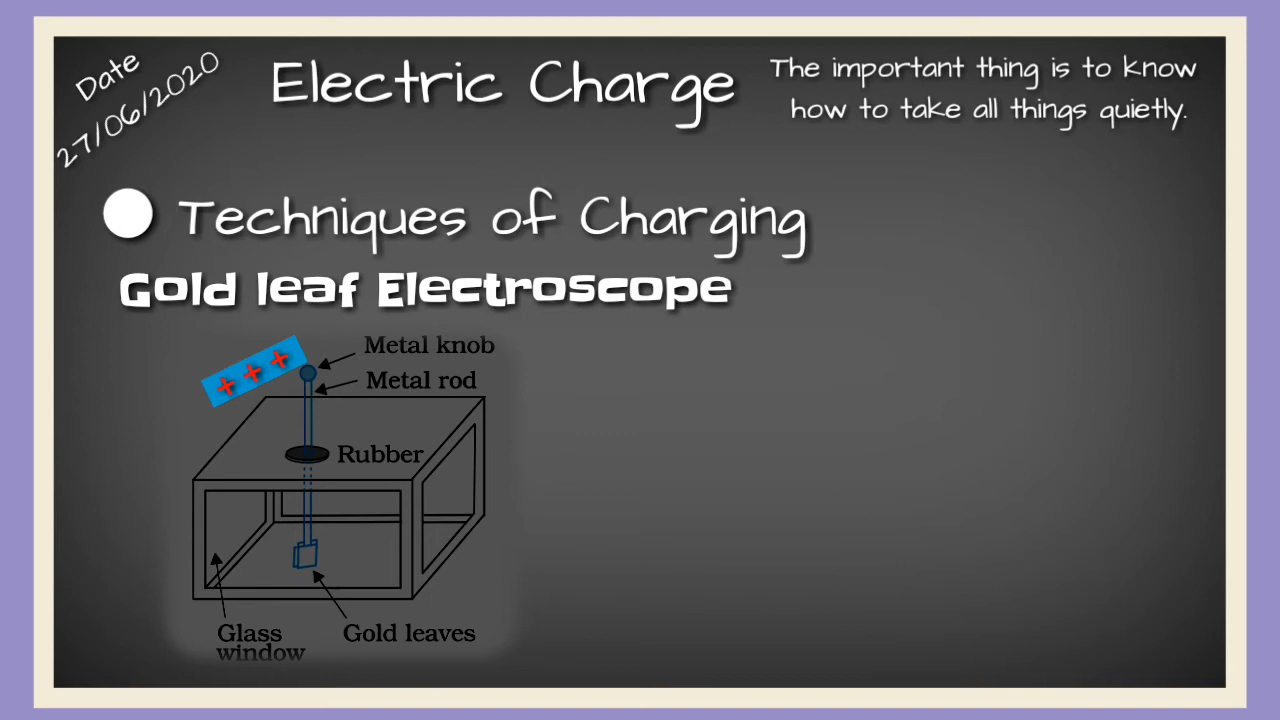 Date
27/06/2020
Electric Charge
The important thing is to know
how to take all things quietly.
Techniques of Charging
Gold leaf Electroscope
+ + +
Metal knob
Metal rod
Rubber
Glass
window
Gold leaves